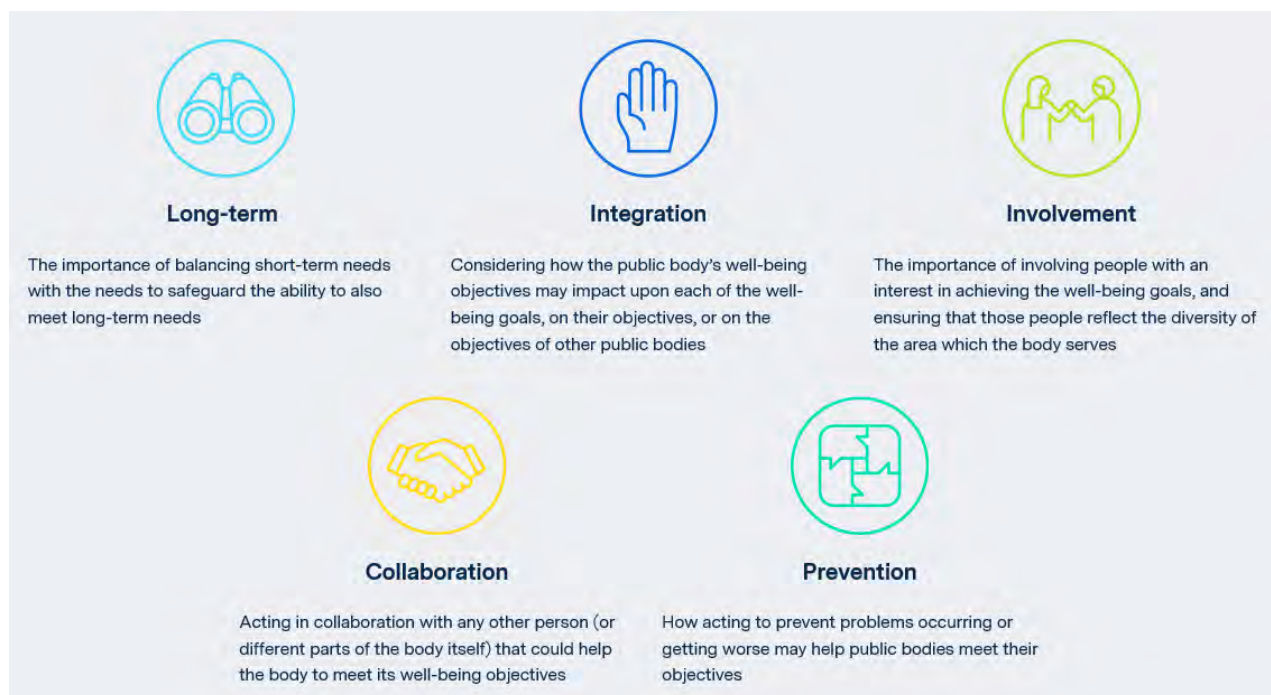 Long-term
The importance of balancing short-term needs
with the needs to safeguard the ability to also
meet long-term needs
Integration
Considering how the public body's well-being
objectives may impact upon each of the well-
being goals, on their objectives, or on the
objectives of other public bodies
Involvement
The importance of involving people with an
interest in achieving the well-being goals, and
ensuring that those people reflect the diversity of
the area which the body serves
Collaboration
Acting in collaboration with any other person (or
different parts of the body itself) that could help
the body to meet its well-being objectives
Prevention
How acting to prevent problems occurring or
getting worse may help public bodies meet their
objectives